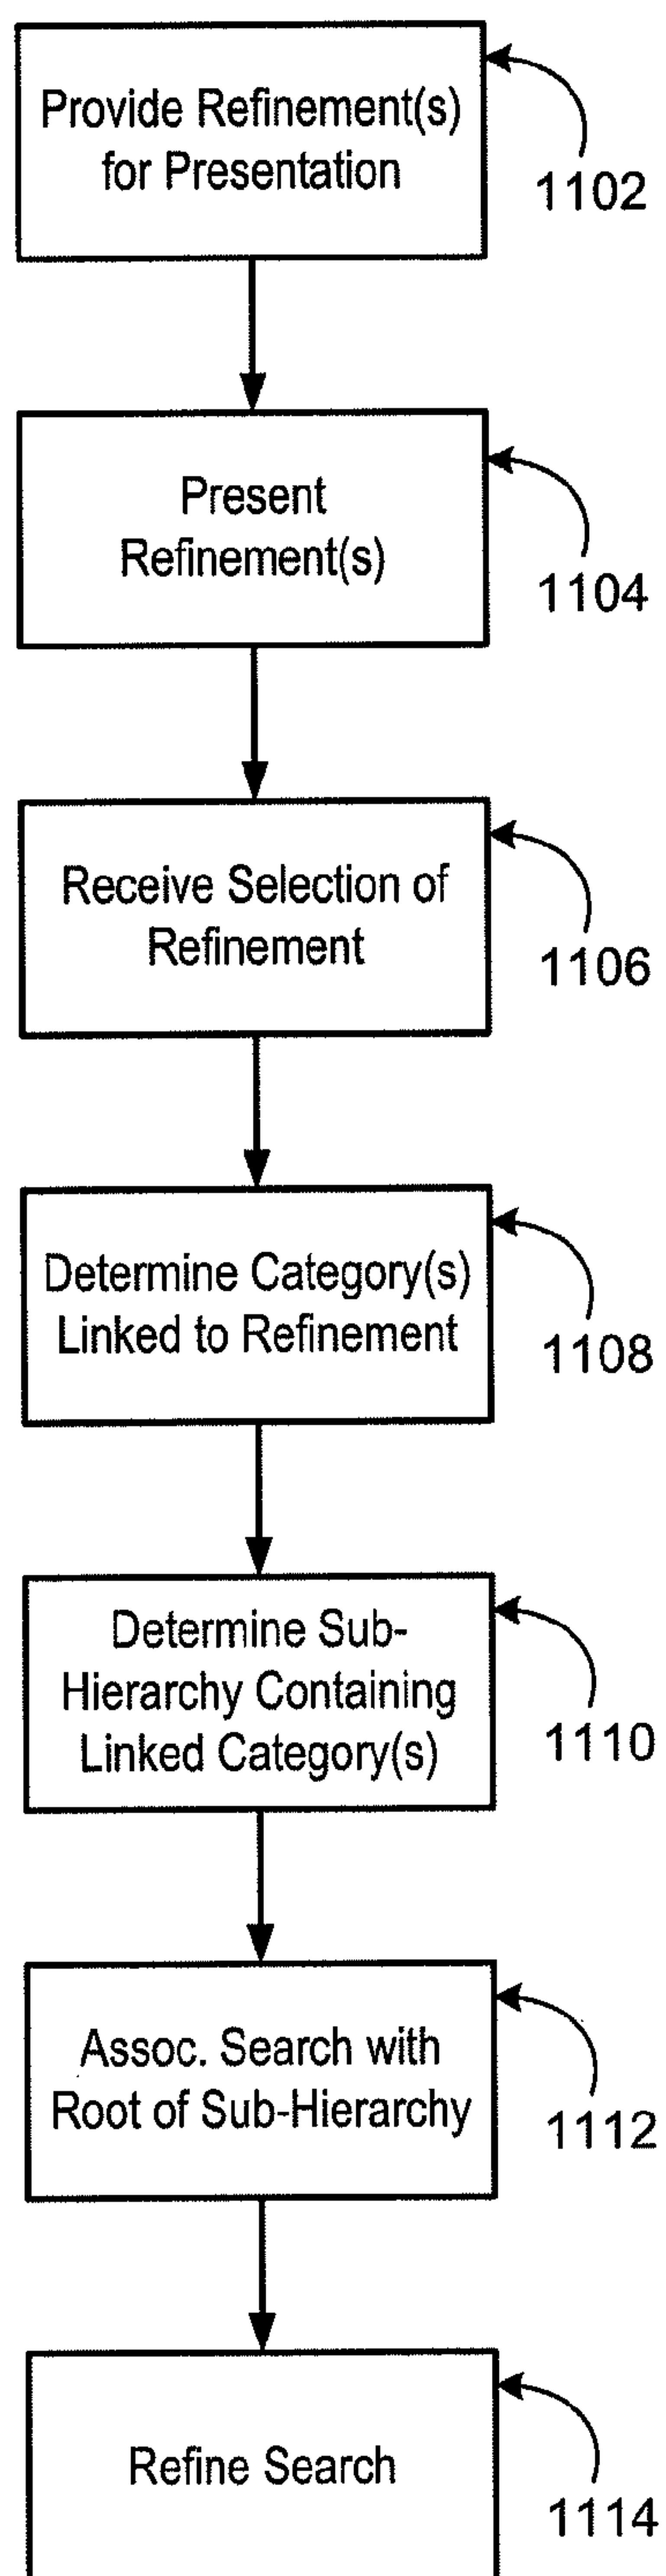 Provide Refinement(s)
for Presentation
1102
Present
Refinement(s)
1104
Receive Selection of
Refinement
1106
Determine Category(s)
Linked to Refinement
1108
Determine Sub-
Hierarchy Containing
Linked Category(s)
1110
Assoc. Search with
Root of Sub-Hierarchy
1112
Refine Search
1114